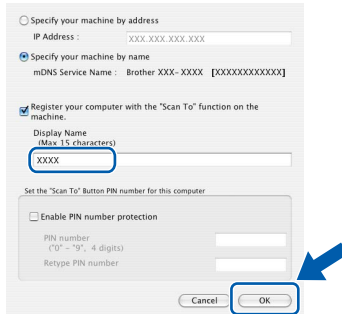 Specify your machine by address
IP Address : XXX.XXX.XXX.XXX
Specify your machine by name
mDNS Service Name : Brother XXX-XXXX [XXXXXXXXXXXX]
Register your computer with the "Scan To" function on the
machine.
Display Name
(Max 15 characters)
XXXX
Set the "Scan To" Button PIN number for this computer
Enable PIN number protection
PIN number
("0" - "9", 4 digits)
Retype PIN number
Cancel OK